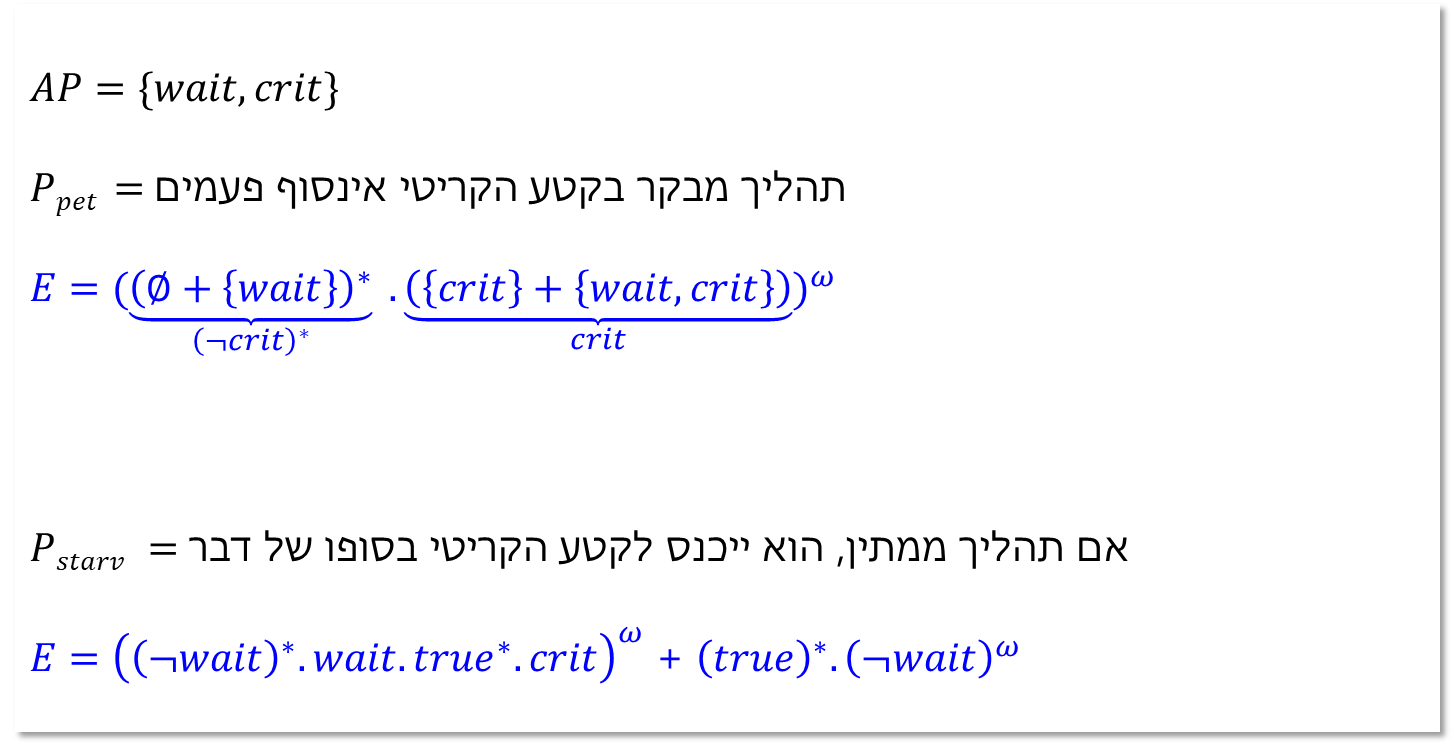 AP = {wait, crit}
P_pet = תהליך מבקר בקטע הקריטי אינסוף פעמים
E = ((∅ + {wait})* . ({crit} + {wait, crit}))^ω
(¬crit)* crit
P_starv = אם תהליך ממתין, הוא ייכנס לקטע הקריטי בסופו של דבר
E = ((¬wait)*. wait. true*. crit)^ω + (true)*. (¬wait)^ω